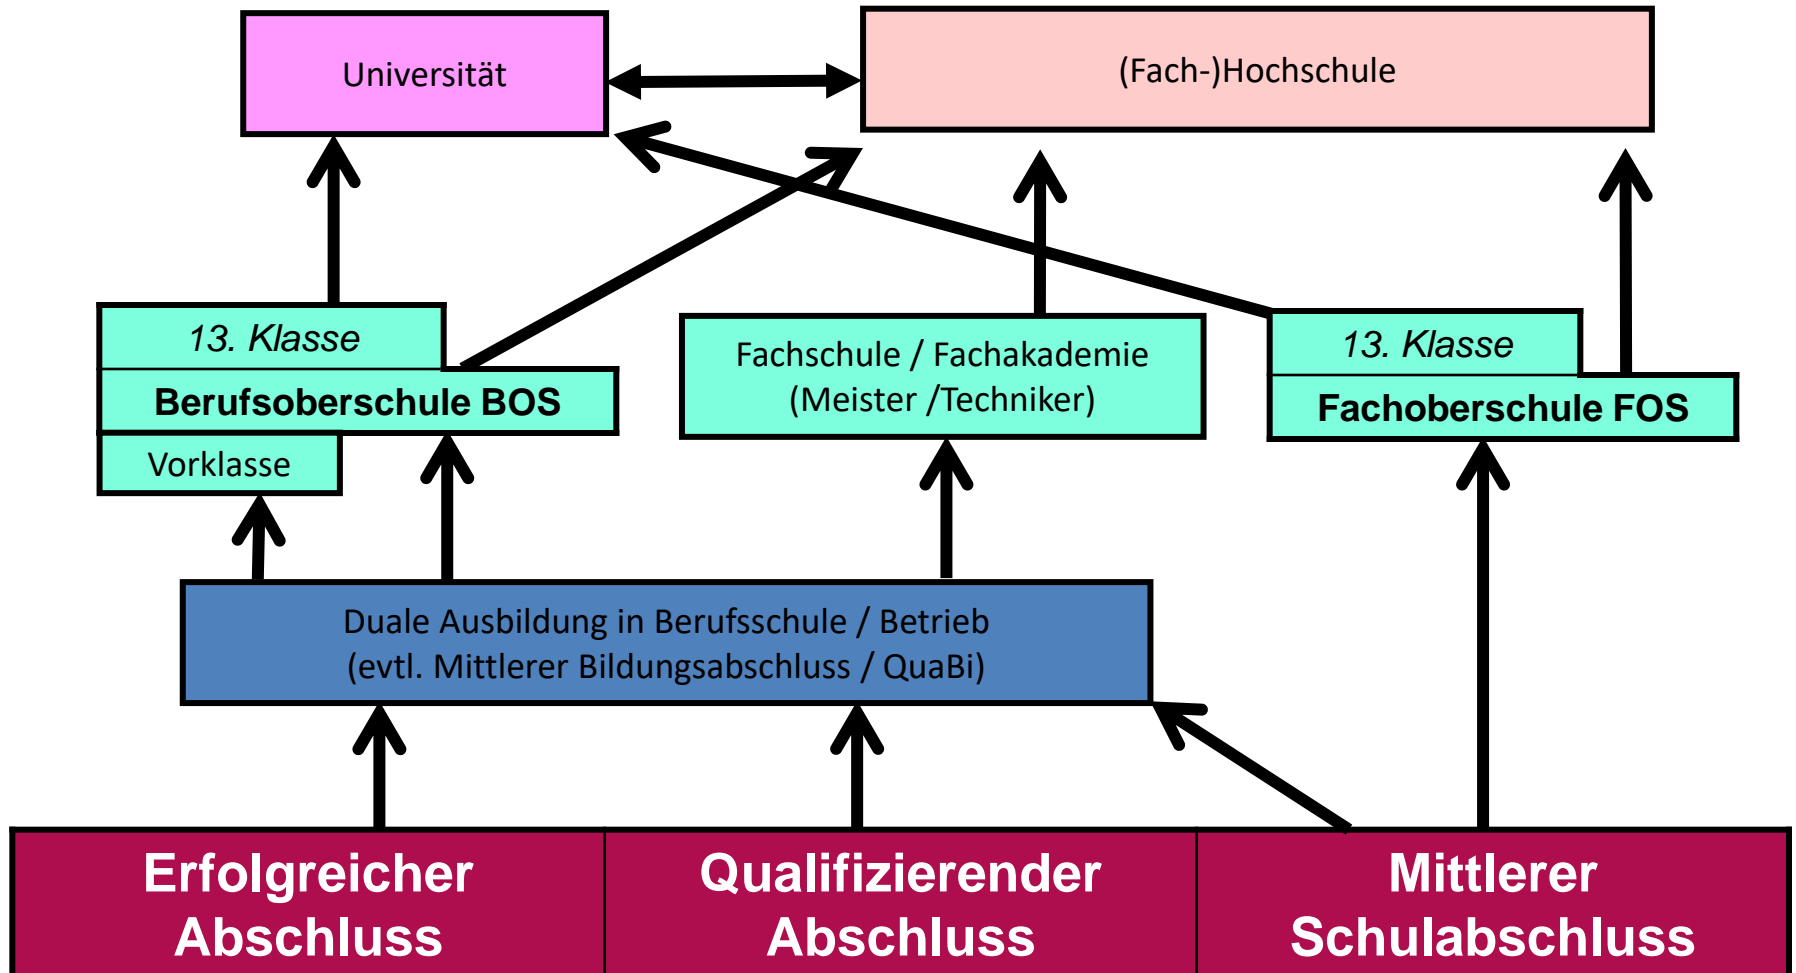 Universität
(Fach-)Hochschule
13. Klasse
Berufsoberschule BOS
Vorklasse
Fachschule / Fachakademie
(Meister /Techniker)
13. Klasse
Fachoberschule FOS
Duale Ausbildung in Berufsschule / Betrieb
(evtl. Mittlerer Bildungsabschluss / QuaBi)
Erfolgreicher
Abschluss
Qualifizierender
Abschluss
Mittlerer
Schulabschluss